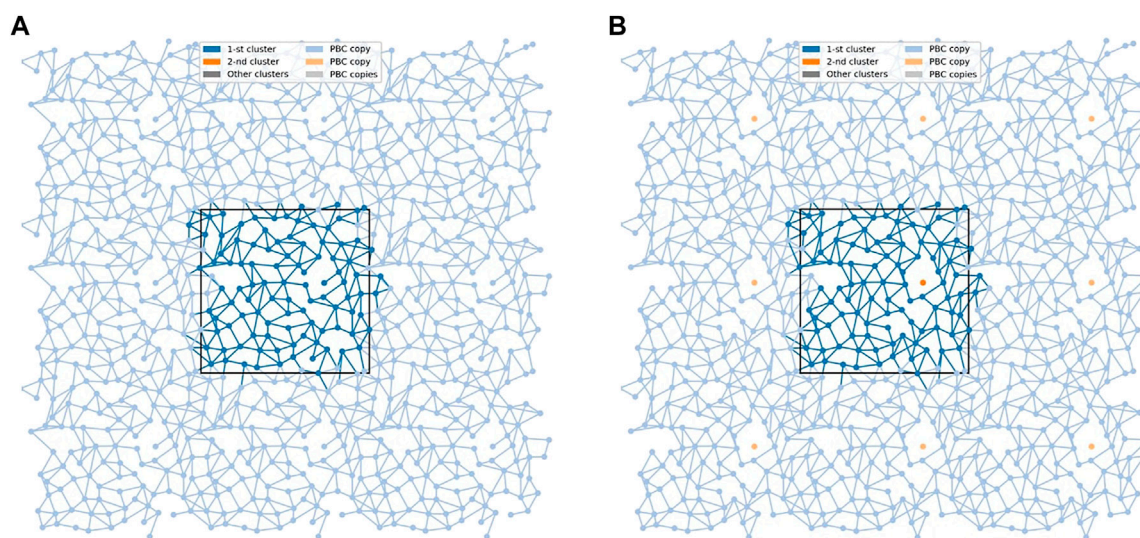 A
1-st cluster PBC copy
2-nd cluster PBC copy
Other clusters PBC copies
B
1-st cluster PBC copy
2-nd cluster PBC copy
Other clusters PBC copies